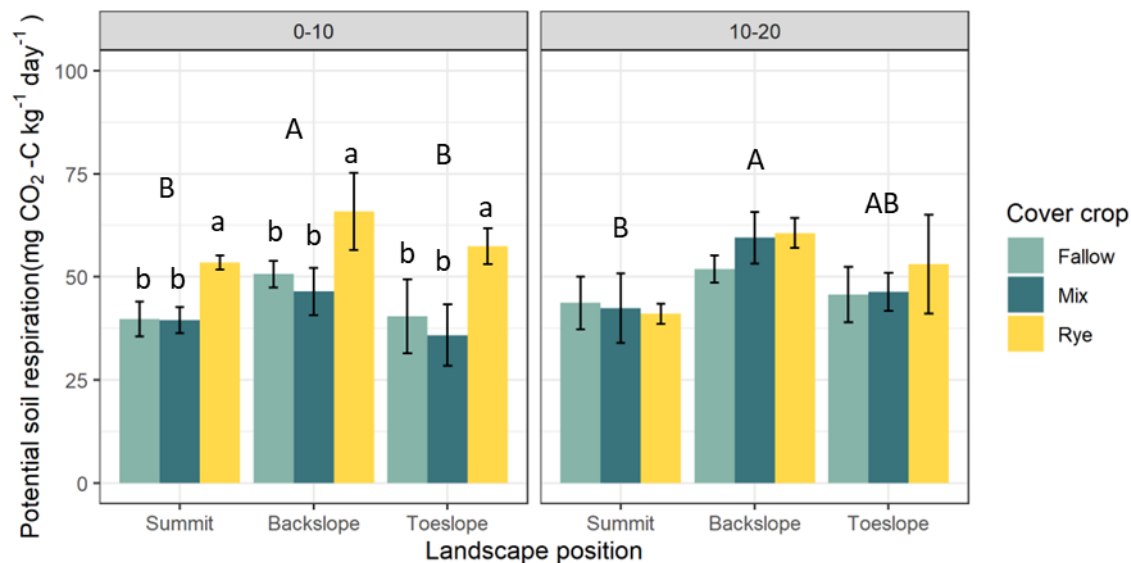 0-10
10-20
Potential soil respiration(mg CO₂ -C kg⁻¹ day⁻¹)
100
75
50
25
0
A
B
B
a
a
a
b
b
b
b
b
b
A
AB
B
Summit
Backslope
Toeslope
Summit
Backslope
Toeslope
Landscape position
Cover crop
Fallow
Mix
Rye